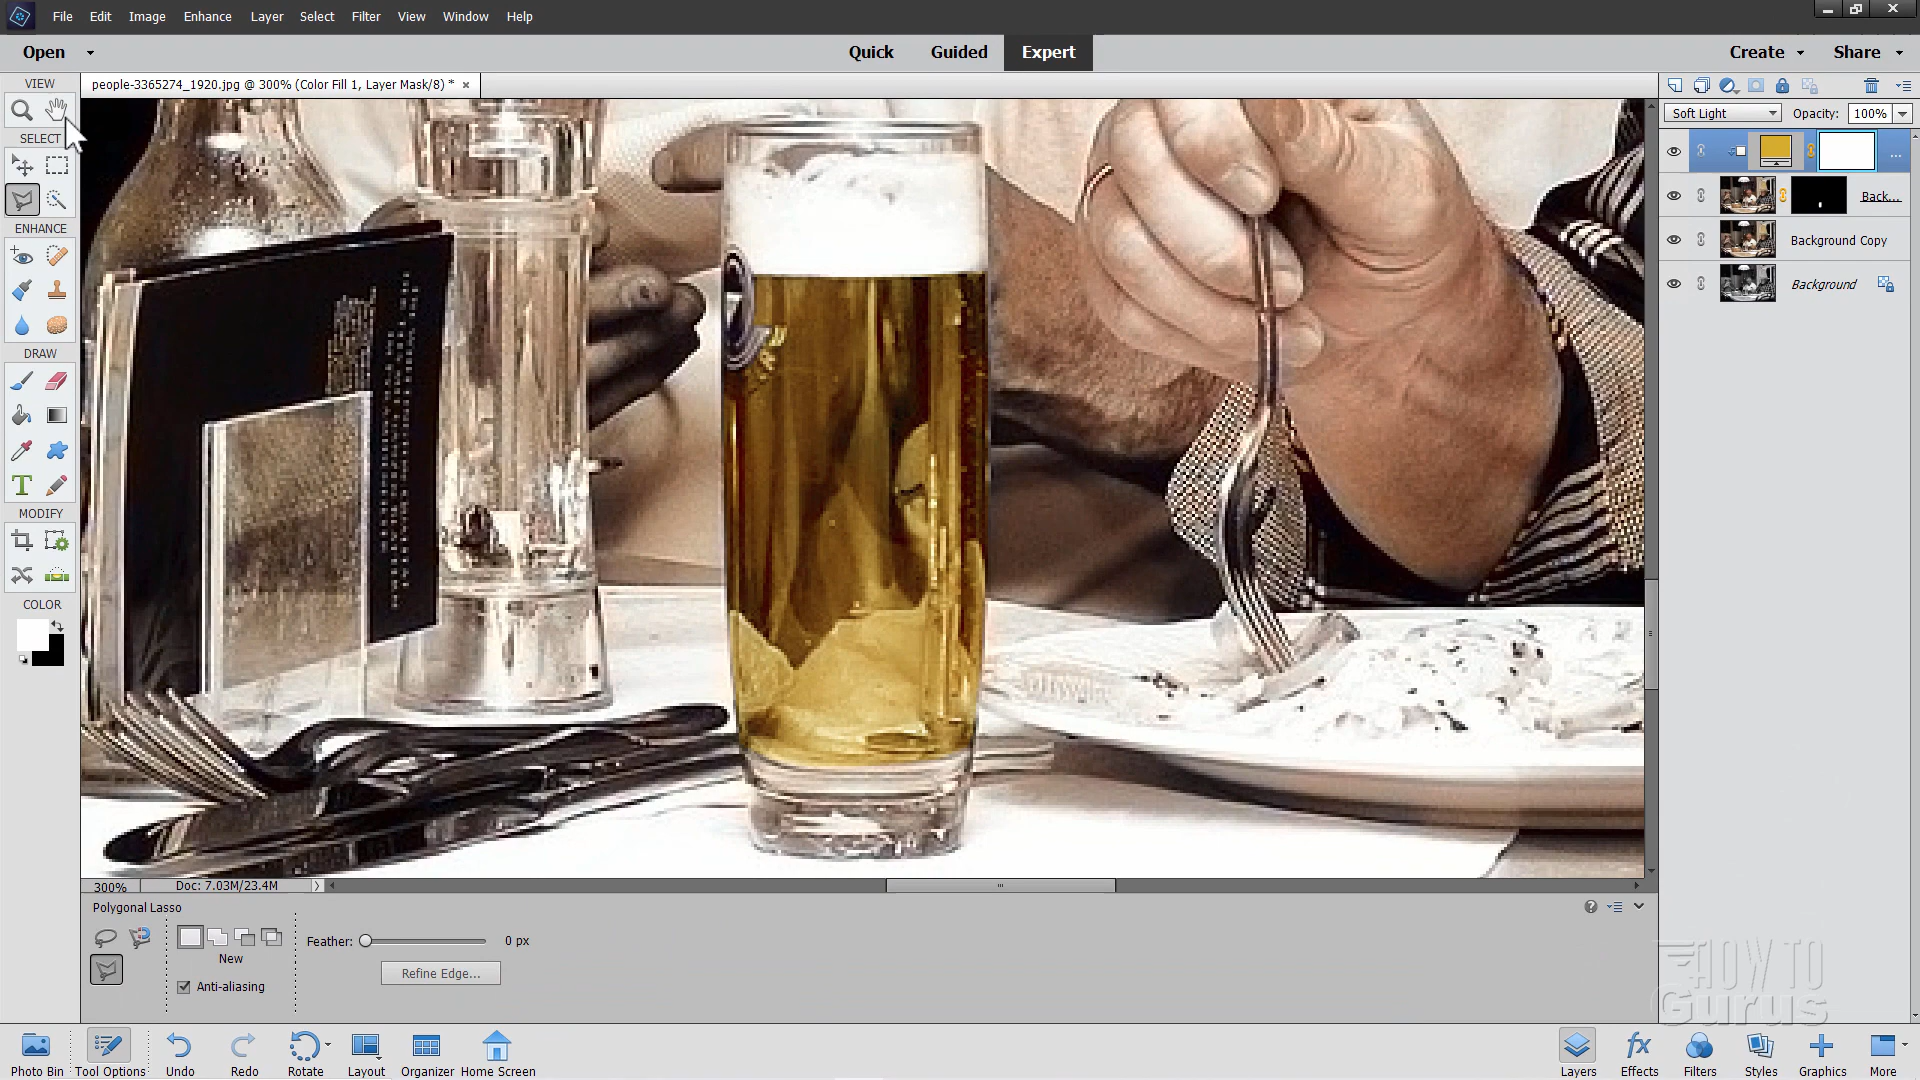 File Edit Image Enhance Layer Select Filter View Window Help
Open Quick Guided Expert Create Share
VIEW
people-3365274_1920.jpg @ 300% (Color Fill 1, Layer Mask/8) * ×
Soft Light Opacity: 100%
SELECT
...
Back...
ENHANCE
Background Copy
Background
DRAW
T
MODIFY
COLOR
300% Doc: 7.03M/23.4M
Polygonal Lasso
Feather: 0 px
New
Refine Edge...
Anti-aliasing
HOW TO
Gurus
Photo Bin Tool Options Undo Redo Rotate Layout Organizer Home Screen
fx
Layers Effects Filters Styles Graphics More